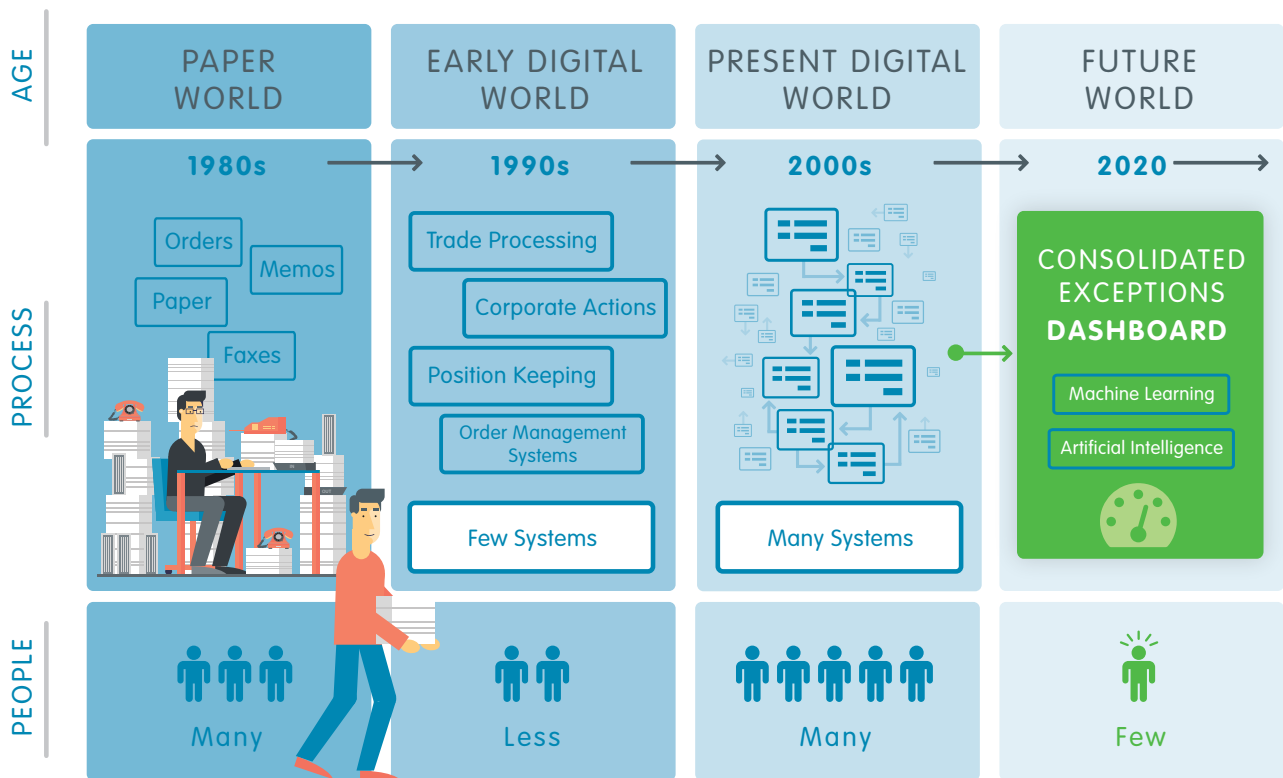 AGE
PAPER
WORLD
EARLY DIGITAL
WORLD
PRESENT DIGITAL
WORLD
FUTURE
WORLD
PROCESS
1980s
1990s
2000s
2020
Orders
Memos
Paper
Faxes
Trade Processing
Corporate Actions
Position Keeping
Order Management
Systems
Few Systems
Many Systems
CONSOLIDATED
EXCEPTIONS
DASHBOARD
Machine Learning
Artificial Intelligence
PEOPLE
Many
Less
Many
Few